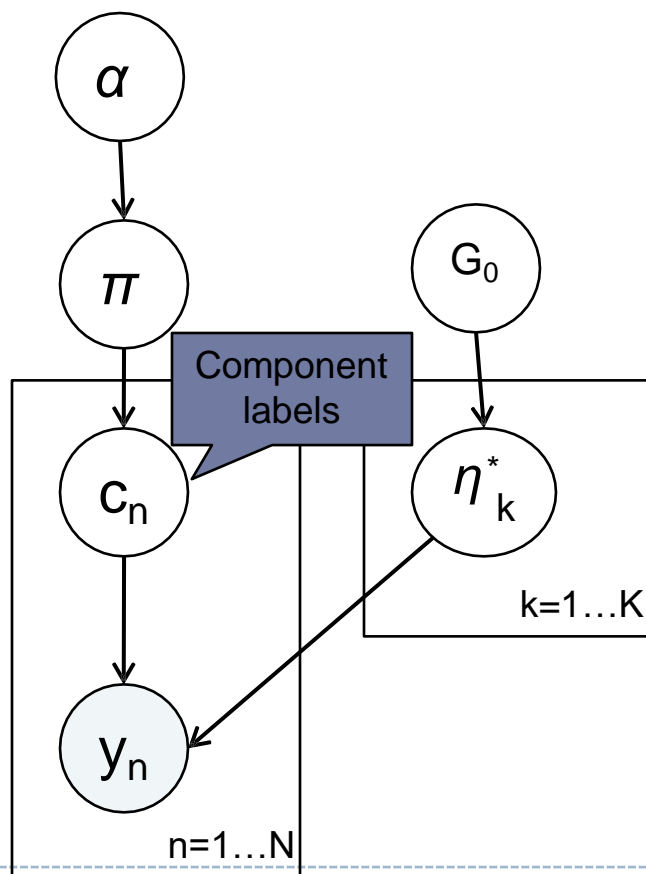 α
π
G₀
Component
labels
cₙ
η*ₖ
k=1…K
yₙ
n=1…N